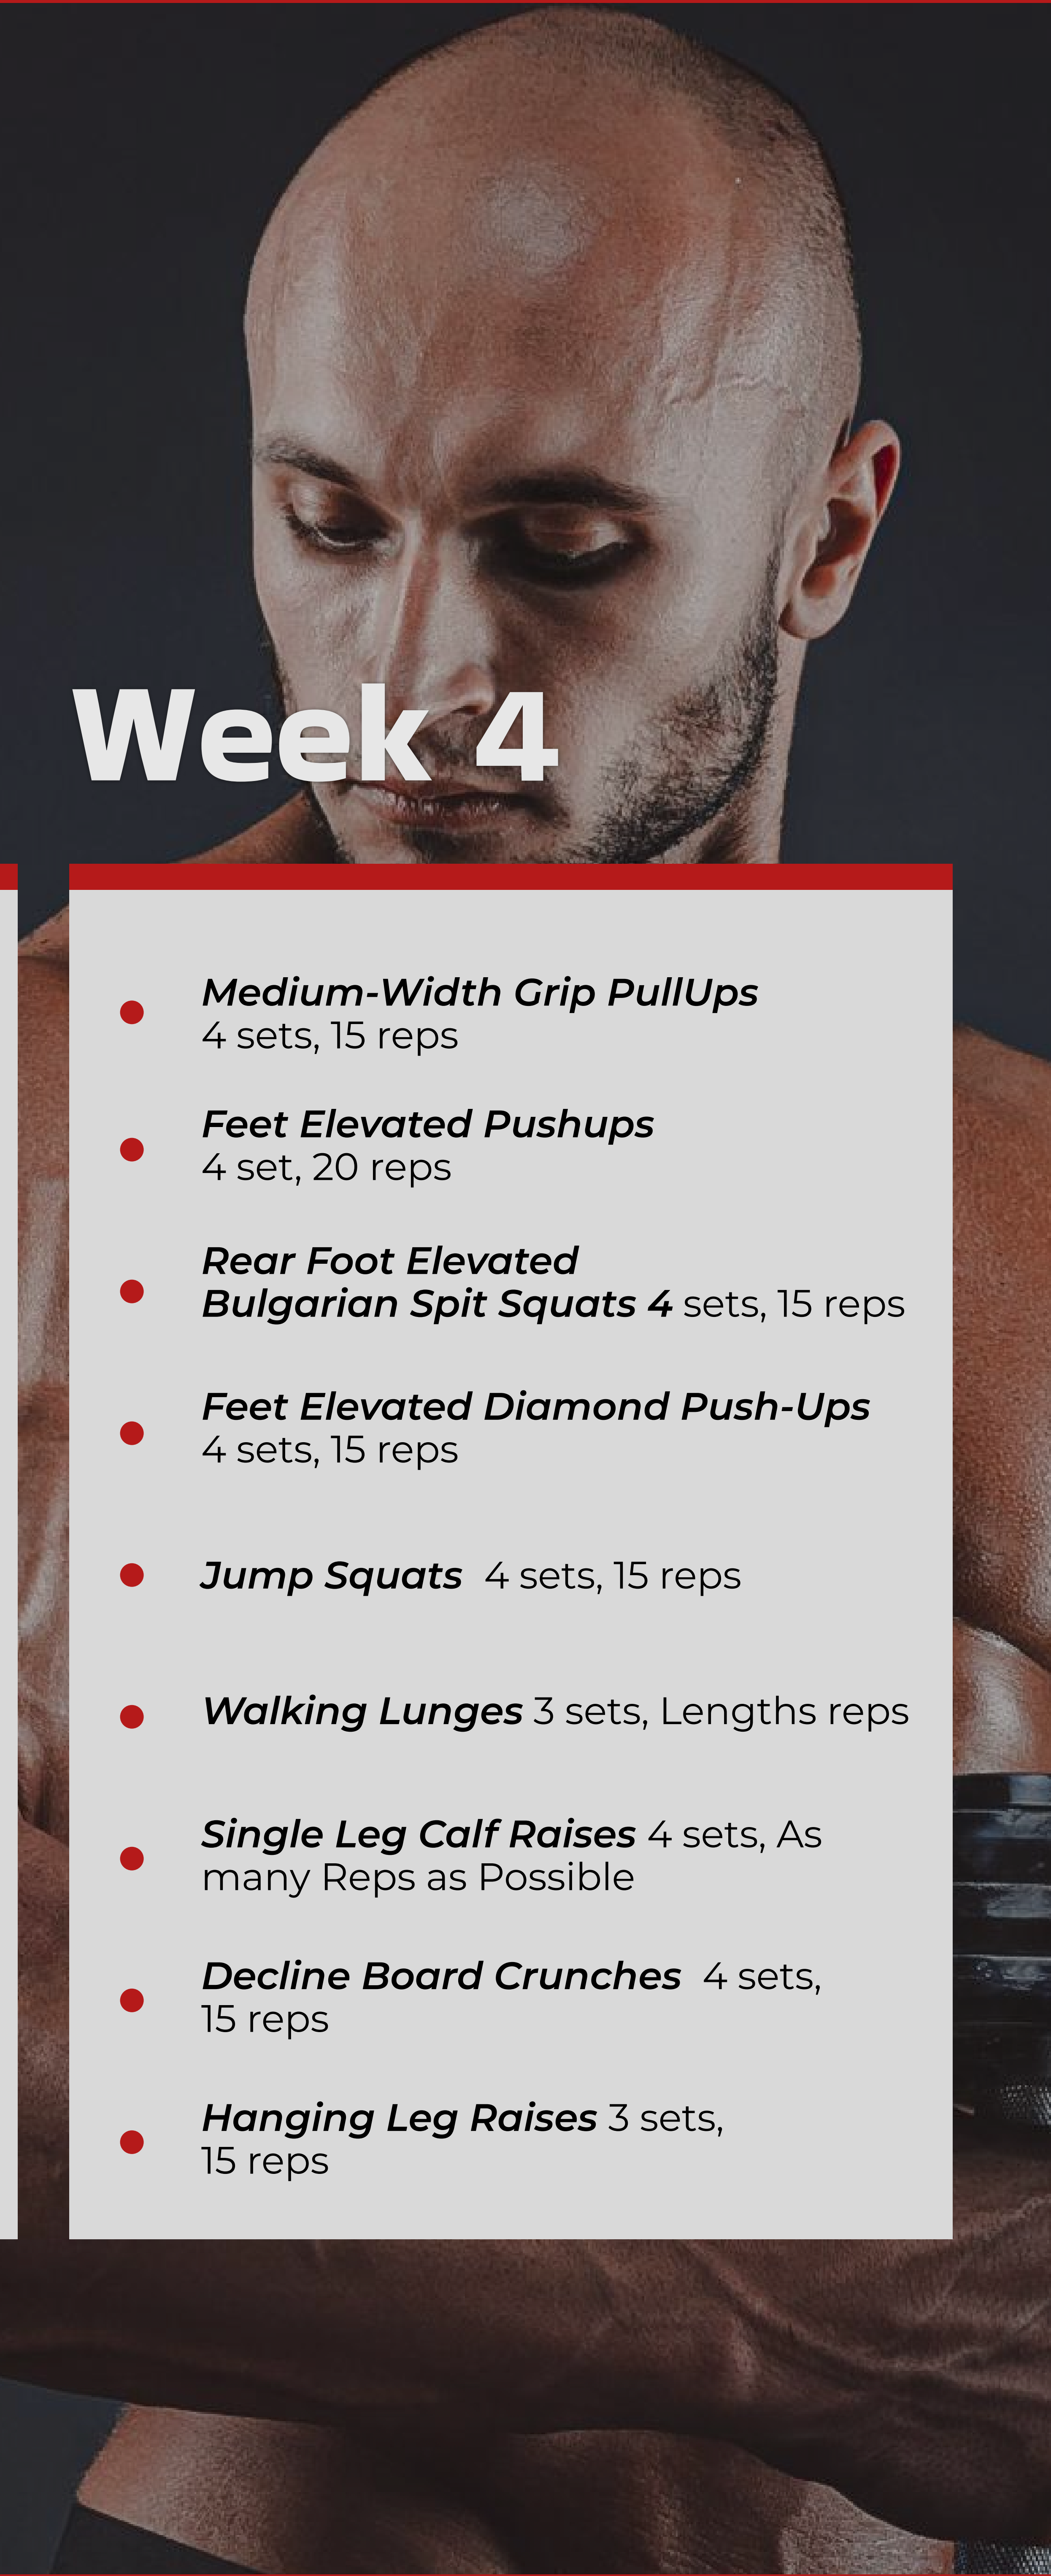 Week 4
Medium-Width Grip PullUps
4 sets, 15 reps
Feet Elevated Pushups
4 set, 20 reps
Rear Foot Elevated
Bulgarian Spit Squats 4 sets, 15 reps
Feet Elevated Diamond Push-Ups
4 sets, 15 reps
Jump Squats 4 sets, 15 reps
Walking Lunges 3 sets, Lengths reps
Single Leg Calf Raises 4 sets, As
many Reps as Possible
Decline Board Crunches 4 sets,
15 reps
Hanging Leg Raises 3 sets,
15 reps